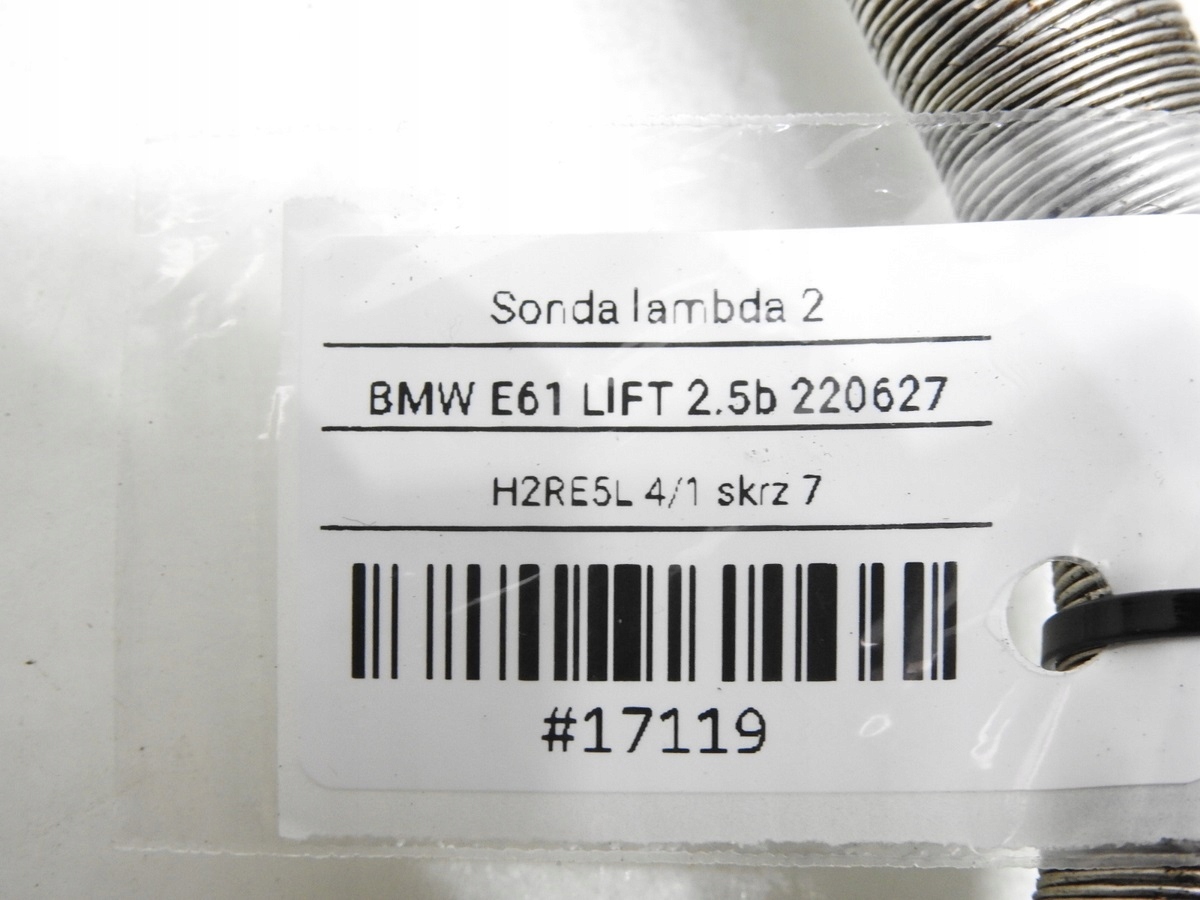 Sonda lambda 2
BMW E61 LIFT 2.5b 220627
H2RE5L 4/1 skrz 7
#17119